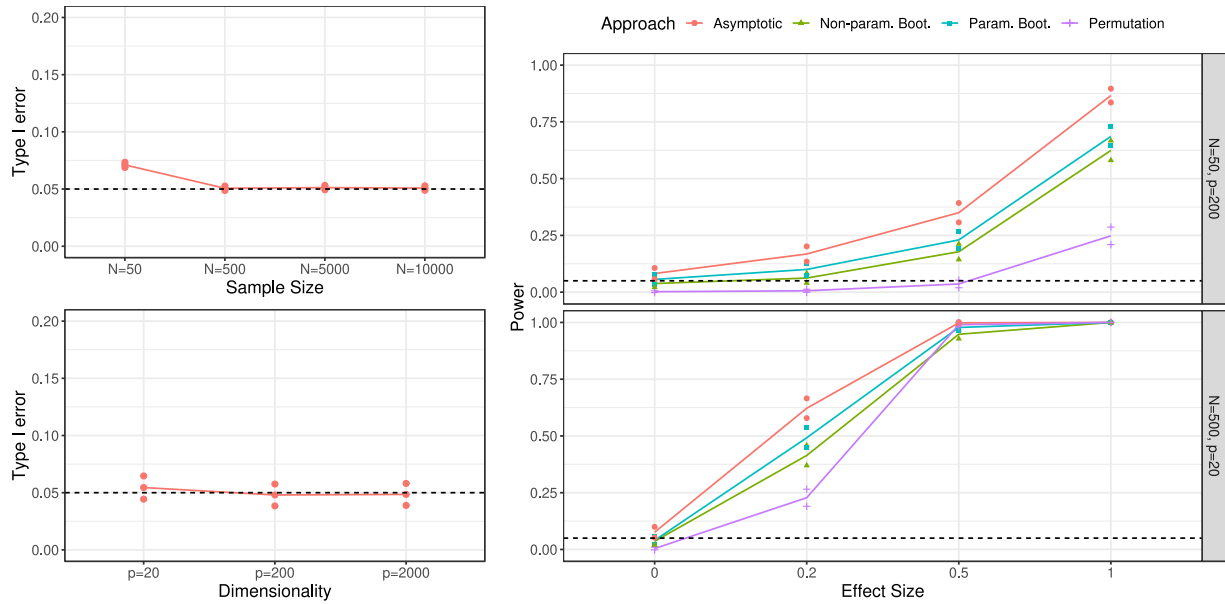 0.20
0.15
0.10
0.05
0.00
Type I error
N=50 N=500 N=5000 N=10000
Sample Size
0.20
0.15
0.10
0.05
0.00
Type I error
p=20 p=200 p=2000
Dimensionality
Approach Asymptotic Non-param. Boot. Param. Boot. Permutation
1.00
0.75
0.50
0.25
0.00
N=50, p=200
Power
1.00
0.75
0.50
0.25
0.00
N=500, p=20
0 0.2 0.5 1
Effect Size